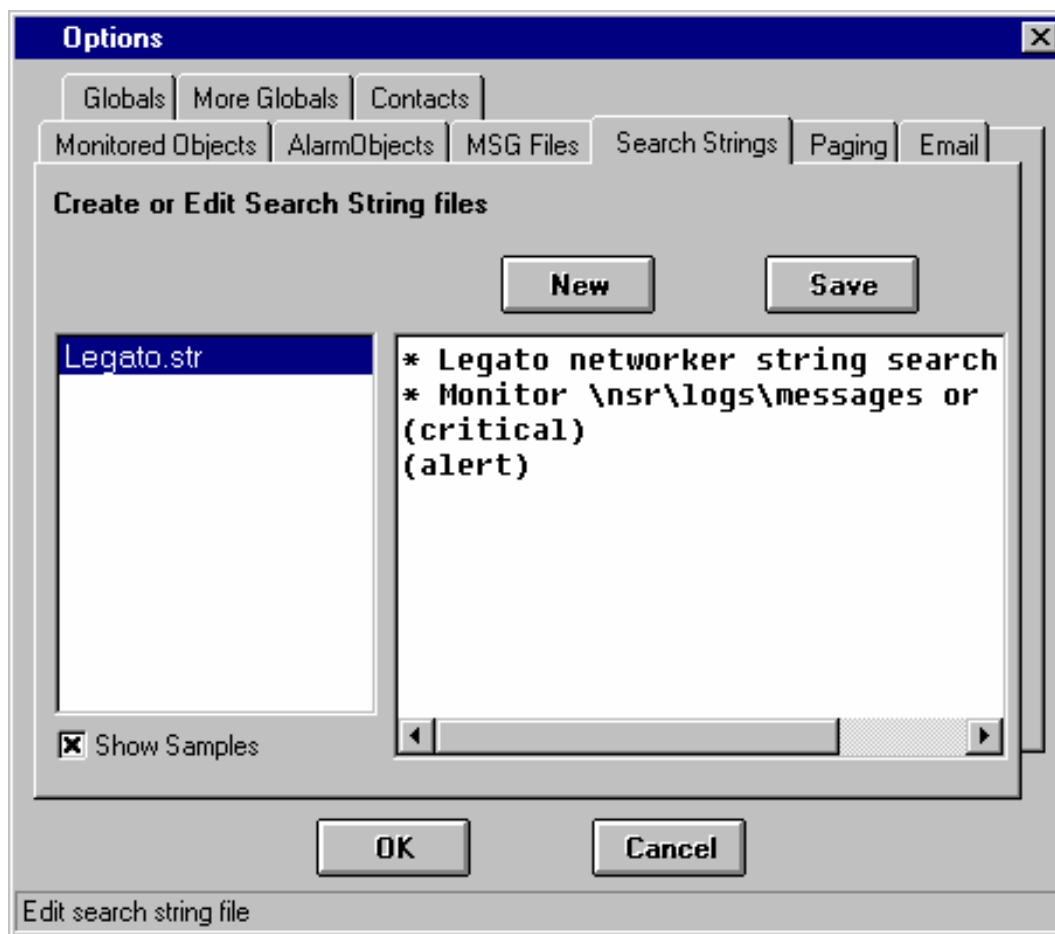 Options
Globals More Globals Contacts
Monitored Objects AlarmObjects MSG Files Search Strings Paging Email
Create or Edit Search String files
New Save
Legato.str
* Legato networker string search
* Monitor \nsr\logs\messages or
(critical)
(alert)
Show Samples
OK Cancel
Edit search string file